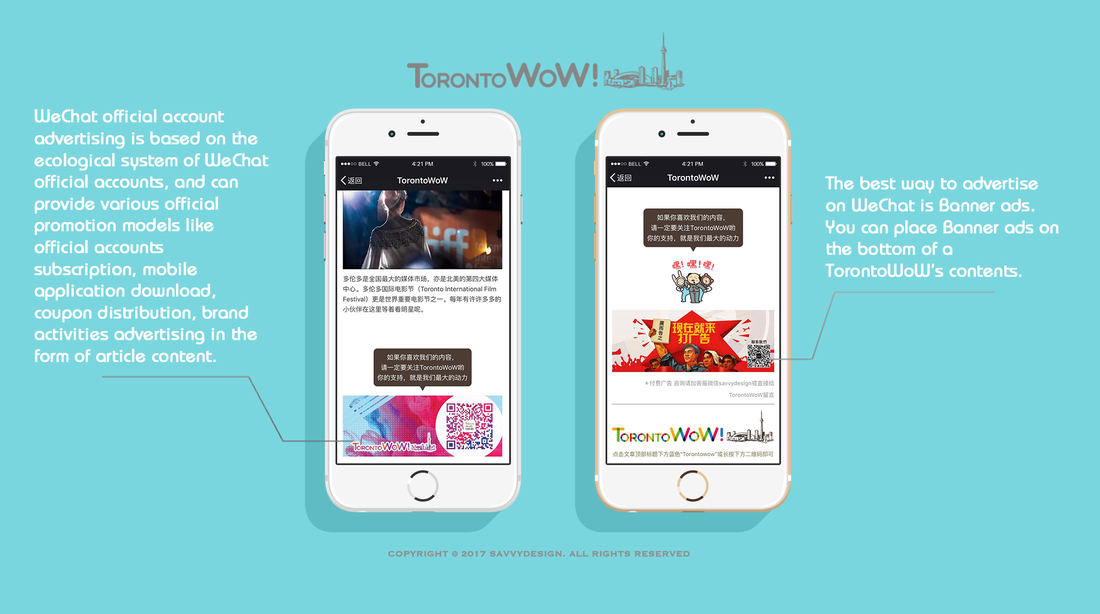 TORONTOWOW!
WeChat official account
advertising is based on the
ecological system of WeChat
official accounts, and can
provide various official
promotion models like
official accounts
subscription, mobile
application download,
coupon distribution, brand
activities advertising in the
form of article content.
BELL 4:21 PM 100%
返回 TorontoWoW
tiff
多伦多是全国最大的媒体市场，亦是北美的第四大媒体
中心。多伦多国际电影节（Toronto International Film
Festival）更是世界重要电影节之一，每年有许许多多的
小伙伴在这里等着看明星呢。
如果你喜欢我们的内容，
请一定要关注TorontoWoW哟
你的支持，就是我们最大的动力
TORONTOWOW!
BELL 4:21 PM 100%
返回 TorontoWoW
如果你喜欢我们的内容，
请一定要关注TorontoWoW哟
你的支持，就是我们最大的动力
嘿！嘿！嘿！
现在就来
打广告
＊付费广告 咨询请加客服微信savvydesign或直接给
TorontoWoW留言
TORONTOWOW!
点击文章顶部标题下方蓝色"Torontowow"或长按下方二维码即可
The best way to advertise
on WeChat is Banner ads.
You can place Banner ads on
the bottom of a
TorontoWoW's contents.
COPYRIGHT © 2017 SAVVYDESIGN. ALL RIGHTS RESERVED